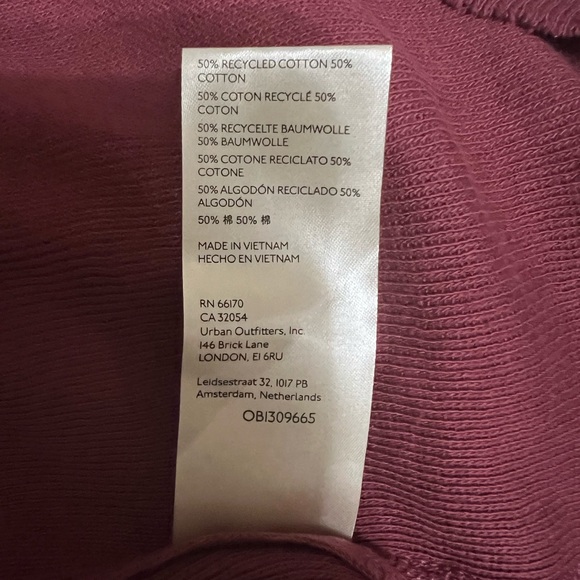 50% RECYCLED COTTON 50%
COTTON
50% COTON RECYCLÉ 50%
COTON
50% RECYCELTE BAUMWOLLE
50% BAUMWOLLE
50% COTONE RICICLATO 50%
COTONE
50% ALGODÓN RECICLADO 50%
ALGODÓN
50% 棉 50% 棉
MADE IN VIETNAM
HECHO EN VIETNAM
RN 66170
CA 32054
Urban Outfitters, Inc.
146 Brick Lane
LONDON, E1 6RU
Leidsestraat 32, 1017 PB
Amsterdam, Netherlands
OB1309665